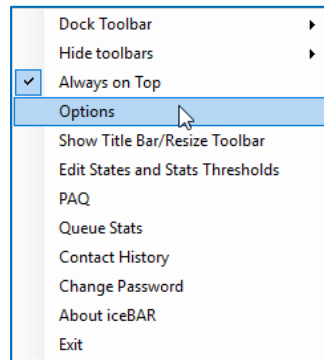 Dock Toolbar
Hide toolbars
Always on Top
Options
Show Title Bar/Resize Toolbar
Edit States and Stats Thresholds
PAQ
Queue Stats
Contact History
Change Password
About iceBAR
Exit